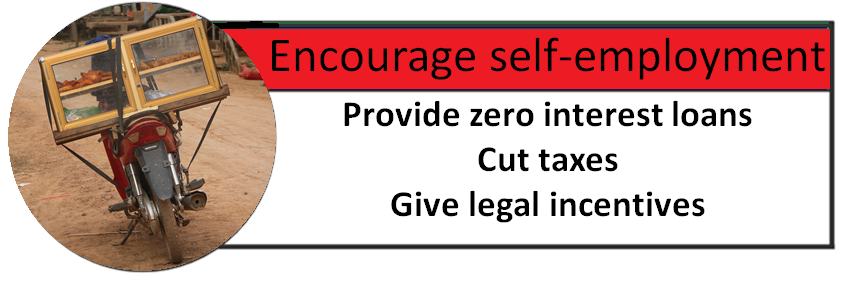 Encourage self-employment
Provide zero interest loans
Cut taxes
Give legal incentives